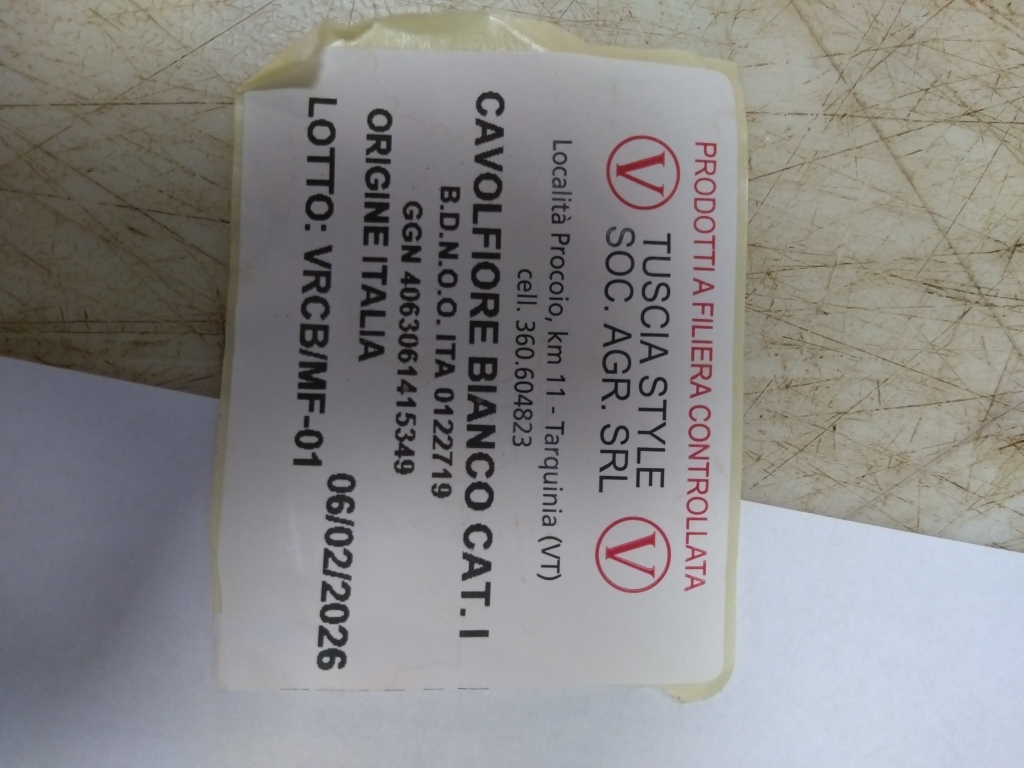 PRODOTTI A FILIERA CONTROLLATA
V TUSCIA STYLE V
SOC. AGR. SRL
Località Procoio, km 11 - Tarquinia (VT)
cell. 360.604823
CAVOLFIORE BIANCO CAT. I
B.D.N.O.O. ITA 0122719
GGN 4063061415349
ORIGINE ITALIA
06/02/2026
LOTTO: VRCB/MF-01